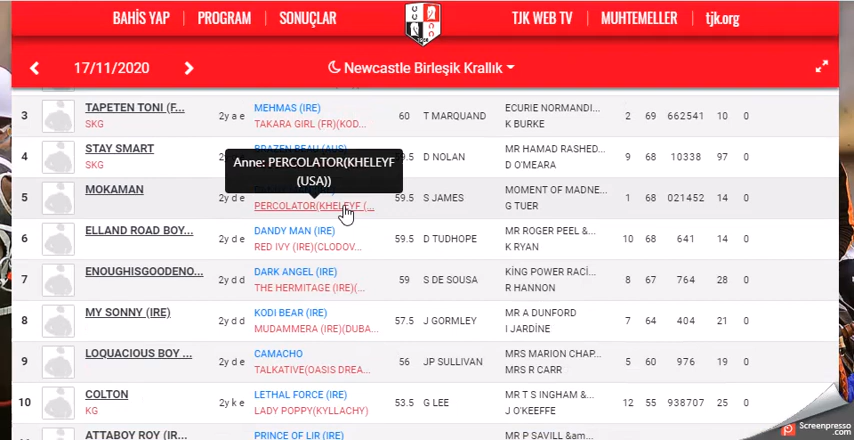 BAHİS YAP PROGRAM SONUÇLAR TJK WEB TV MUHTEMELLER tjk.org
17/11/2020 Newcastle Birleşik Krallık
3 TAPETEN TONI (F... 2y a e MEHMAS (IRE) 60 T MARQUAND ECURIE NORMANDI... 2 69 662541 10 0
SKG TAKARA GIRL (FR)(KOD... K BURKE
4 STAY SMART BRAZEN BEAU (AUS) D NOLAN MR HAMAD RASHED... 9 68 10338 97 0
SKG D O'MEARA
Anne: PERCOLATOR(KHELEYF
(USA))
5 MOKAMAN 2y d e 59.5 S JAMES MOMENT OF MADNE... 1 68 021452 14 0
PERCOLATOR(KHELEYF (... G TUER
6 ELLAND ROAD BOY... 2y d e DANDY MAN (IRE) 59.5 D TUDHOPE MR ROGER PEEL &... 10 68 641 14 0
RED IVY (IRE)(CLODOV... K RYAN
7 ENOUGHISGOODENO... 2y d e DARK ANGEL (IRE) 59 S DE SOUSA KİNG POWER RACİ... 8 67 764 28 0
THE HERMITAGE (IRE)(... R HANNON
8 MY SONNY (IRE) 2y d d KODI BEAR (IRE) 57.5 J GORMLEY MR A DUNFORD 7 64 404 21 0
MUDAMMERA (IRE)(DUBA... I JARDİNE
9 LOQUACIOUS BOY ... 2y d e CAMACHO 56 JP SULLIVAN MRS MARION CHAP... 5 60 976 19 0
TALKATIVE(OASIS DREA... MRS R CARR
10 COLTON 2y k e LETHAL FORCE (IRE) 53.5 G LEE MR T S INGHAM &... 12 55 938707 25 0
KG LADY POPPY(KYLLACHY) J O'KEEFFE
ATTABOY ROY (IR... PRINCE OF LIR (IRE) MR P SAVILL &am...
Screenpresso
.com